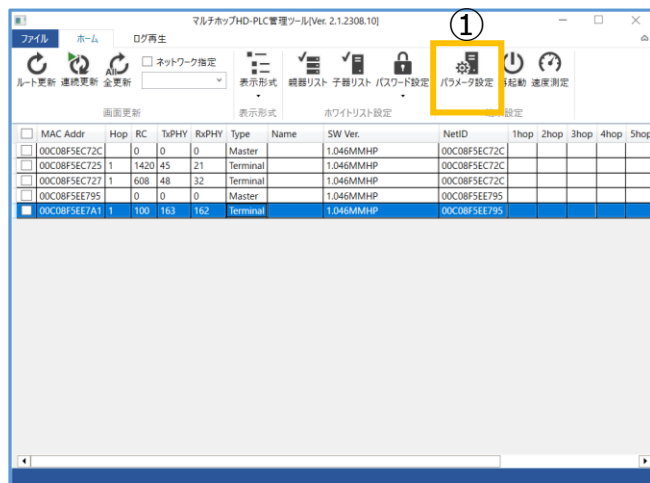 マルチホップHD-PLC管理ツール[Ver. 2.1.2308.10]
①
ファイル ホーム ログ再生
ルート更新 連続更新 全更新 ネットワーク指定 表示形式 親器リスト 子器リスト パスワード設定 パラメータ設定 再起動 速度測定
画面更新 表示形式 ホワイトリスト設定 設定
MAC Addr Hop RC TxPHY RxPHY Type Name SW Ver. NetID 1hop 2hop 3hop 4hop 5hop
00C08F5EC72C 0 0 0 Master 1.046MMHP 00C08F5EC72C
00C08F5EC725 1 1420 45 21 Terminal 1.046MMHP 00C08F5EC72C
00C08F5EC727 1 608 48 32 Terminal 1.046MMHP 00C08F5EC72C
00C08F5EE795 0 0 0 Master 1.046MMHP 00C08F5EE795
00C08F5EE7A1 1 100 163 162 Terminal 1.046MMHP 00C08F5EE795